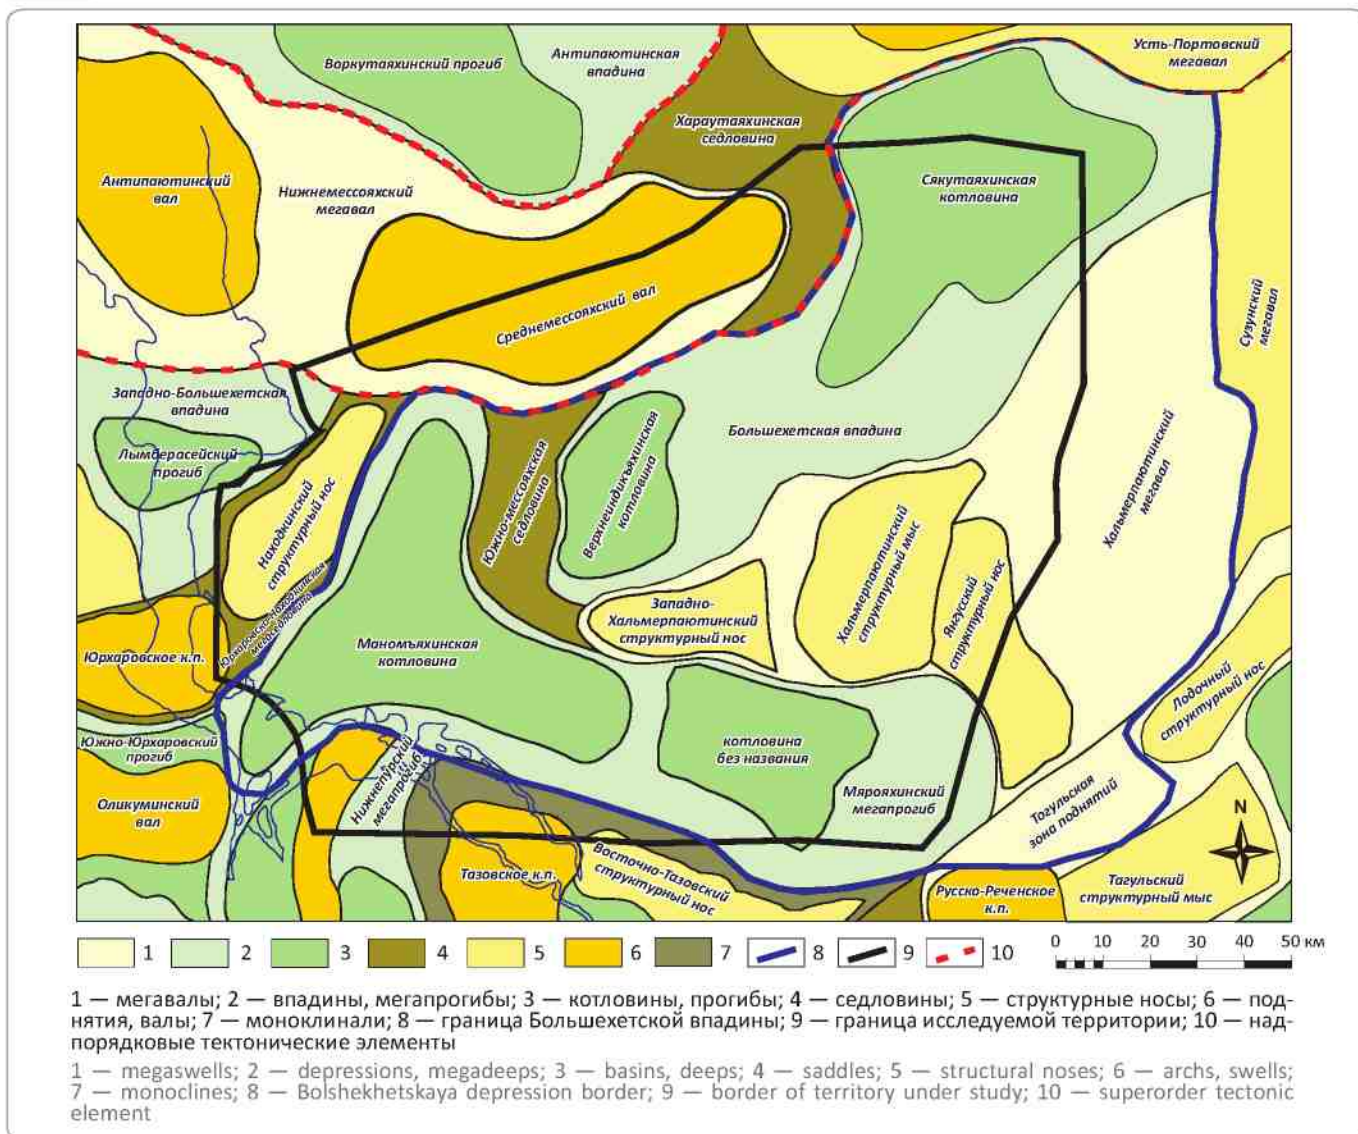 Воркутаяхинский прогиб
Антипаютинская
впадина
Усть-Портовский
мегавал
Хараутаяхинская
седловина
Антипаютинский
вал
Нижнемессояхский
мегавал
Сякутаяхинская
котловина
Среднемессояхский вал
Сузунский
мегавал
Западно-Большехетская
впадина
Лымдерасейский
прогиб
Находкинский
структурный нос
Южно-мессояхская
седловина
Верхнеиндикъяхинская
котловина
Большехетская впадина
Хальмерпаютинский
мегавал
Хальмерпаютинский
структурный мыс
Янгусский
структурный нос
Западно-
Хальмерпаютинский
структурный нос
Юрхаровско-Находкинская
мегаседловина
Юрхаровское к.п.
Маномъяхинская
котловина
Лодочный
структурный нос
Южно-Юрхаровский
прогиб
Нижнепурский
мегапрогиб
котловина
без названия
Мярояхинский
мегапрогиб
Тогульская
зона поднятий
Оликуминский
вал
N
Тазовское к.п.
Восточно-Тазовский
структурный нос
Русско-Реченское
к.п.
Тагульский
структурный мыс
1 2 3 4 5 6 7 8 9 10
0 10 20 30 40 50 км
1 — мегавалы; 2 — впадины, мегапрогибы; 3 — котловины, прогибы; 4 — седловины; 5 — структурные носы; 6 — под-
нятия, валы; 7 — моноклинали; 8 — граница Большехетской впадины; 9 — граница исследуемой территории; 10 — над-
порядковые тектонические элементы
1 — megaswells; 2 — depressions, megadeeps; 3 — basins, deeps; 4 — saddles; 5 — structural noses; 6 — archs, swells;
7 — monoclines; 8 — Bolshekhetskaya depression border; 9 — border of territory under study; 10 — superorder tectonic
element